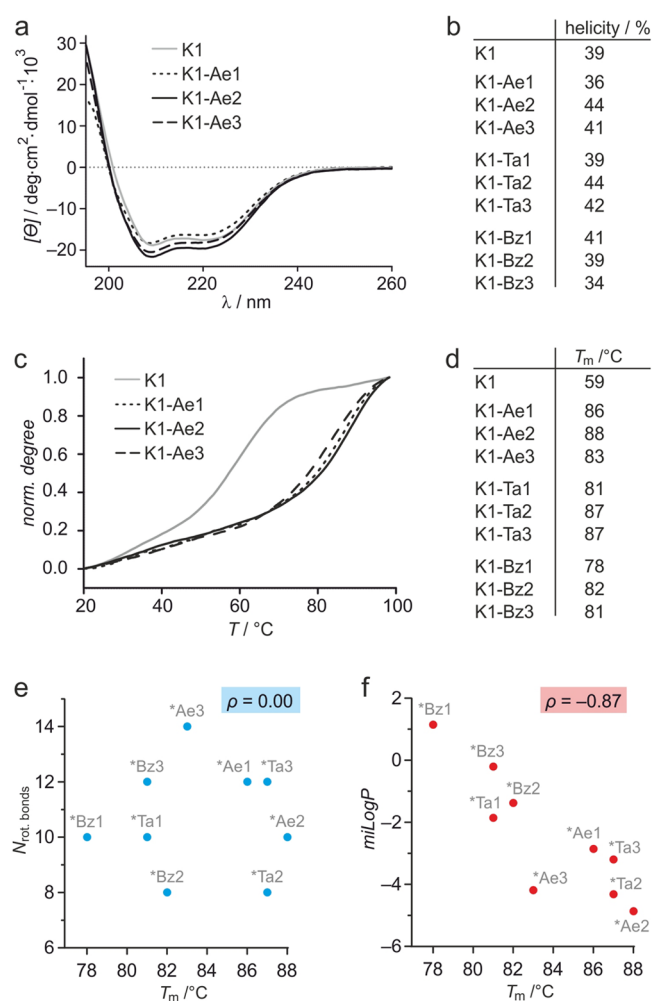 a
K1
K1-Ae1
K1-Ae2
K1-Ae3
30
20
10
0
−10
−20
[Θ] / deg·cm²·dmol⁻¹·10³
200
220
240
260
λ / nm
b
helicity / %
K1 39
K1-Ae1 36
K1-Ae2 44
K1-Ae3 41
K1-Ta1 39
K1-Ta2 44
K1-Ta3 42
K1-Bz1 41
K1-Bz2 39
K1-Bz3 34
c
K1
K1-Ae1
K1-Ae2
K1-Ae3
1.0
0.8
0.6
0.4
0.2
0.0
norm. degree
20
40
60
80
100
T / °C
d
Tm /°C
K1 59
K1-Ae1 86
K1-Ae2 88
K1-Ae3 83
K1-Ta1 81
K1-Ta2 87
K1-Ta3 87
K1-Bz1 78
K1-Bz2 82
K1-Bz3 81
e
ρ = 0.00
14
12
10
8
6
Nrot. bonds
*Ae3
*Bz3
*Ae1
*Ta3
*Bz1
*Ta1
*Ae2
*Bz2
*Ta2
78
80
82
84
86
88
Tm /°C
f
ρ = −0.87
2
0
−2
−4
−6
miLogP
*Bz1
*Bz3
*Bz2
*Ta1
*Ae1
*Ta3
*Ae3
*Ta2
*Ae2
78
80
82
84
86
88
Tm /°C